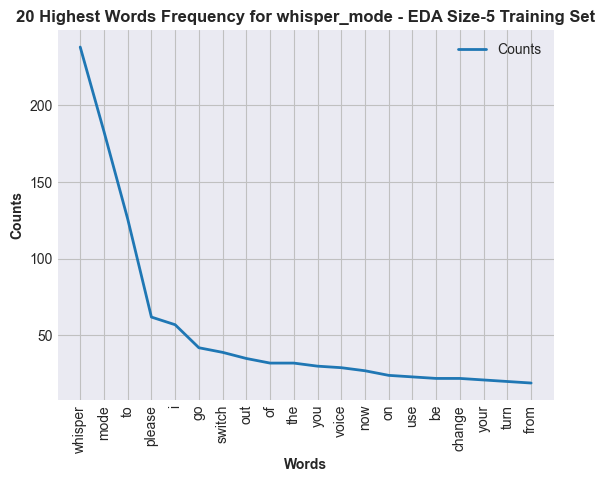 20 Highest Words Frequency for whisper_mode - EDA Size-5 Training Set
Counts
200
150
100
50
Counts
whisper
mode
to
please
i
go
switch
out
of
the
you
voice
now
on
use
be
change
your
turn
from
Words